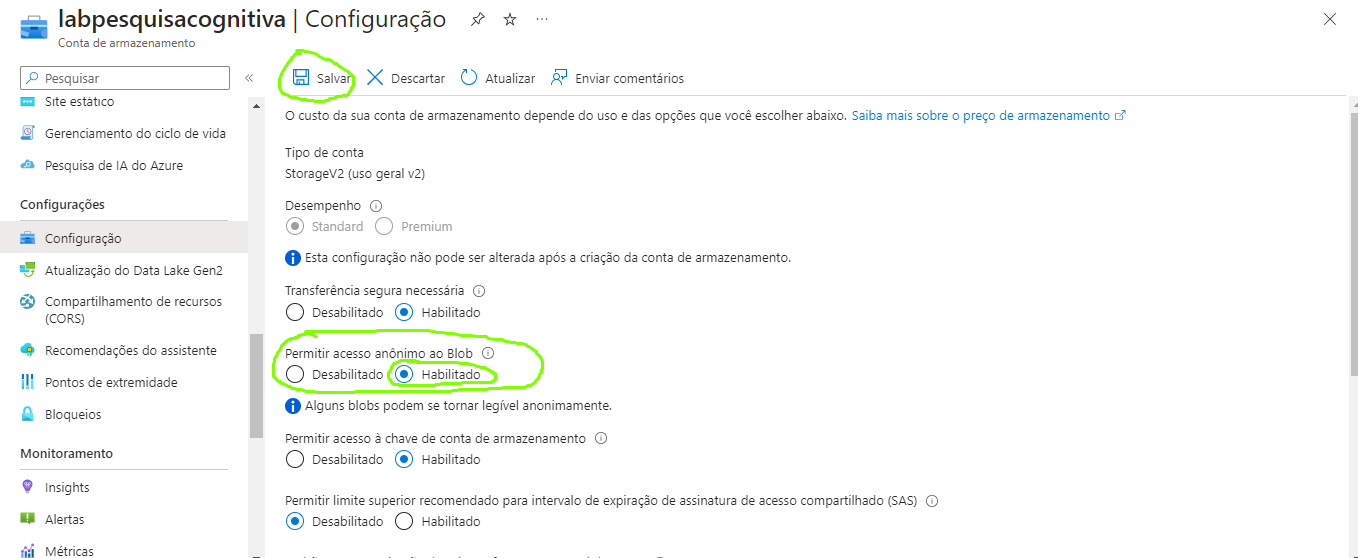 labpesquisacognitiva | Configuração
Conta de armazenamento
Pesquisar
Site estático
Gerenciamento do ciclo de vida
Pesquisa de IA do Azure
Configurações
Configuração
Atualização do Data Lake Gen2
Compartilhamento de recursos
(CORS)
Recomendações do assistente
Pontos de extremidade
Bloqueios
Monitoramento
Insights
Alertas
Métricas
Salvar Descartar Atualizar Enviar comentários
O custo da sua conta de armazenamento depende do uso e das opções que você escolher abaixo. Saiba mais sobre o preço de armazenamento
Tipo de conta
StorageV2 (uso geral v2)
Desempenho
Standard Premium
Esta configuração não pode ser alterada após a criação da conta de armazenamento.
Transferência segura necessária
Desabilitado Habilitado
Permitir acesso anônimo ao Blob
Desabilitado Habilitado
Alguns blobs podem se tornar legível anonimamente.
Permitir acesso à chave de conta de armazenamento
Desabilitado Habilitado
Permitir limite superior recomendado para intervalo de expiração de assinatura de acesso compartilhado (SAS)
Desabilitado Habilitado